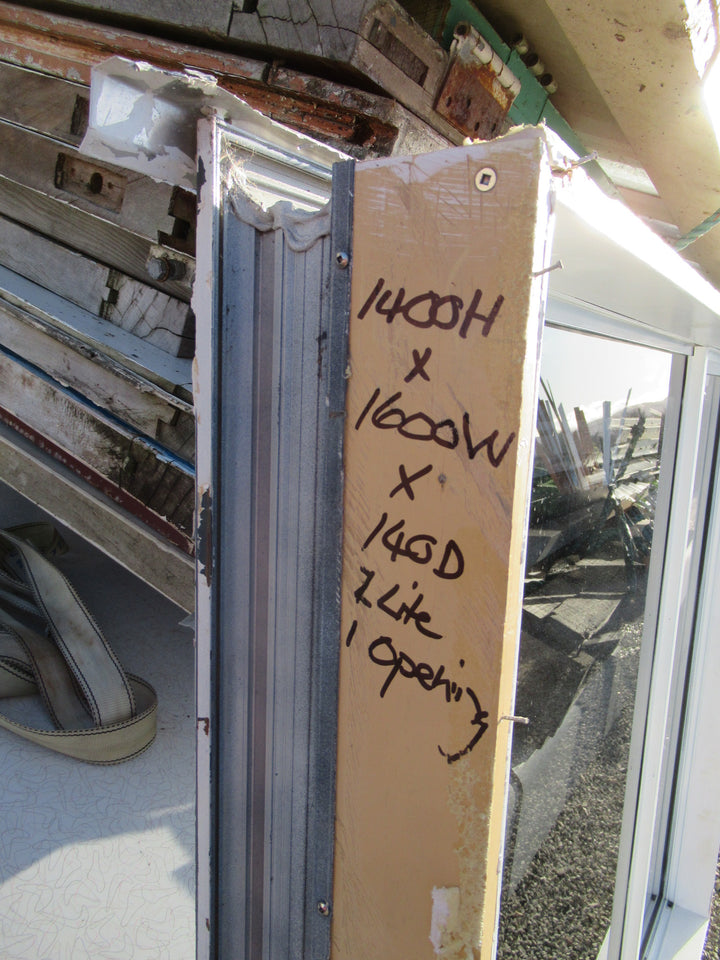 1400H
X
1600W
X
140D
2 Lite
1 Opening